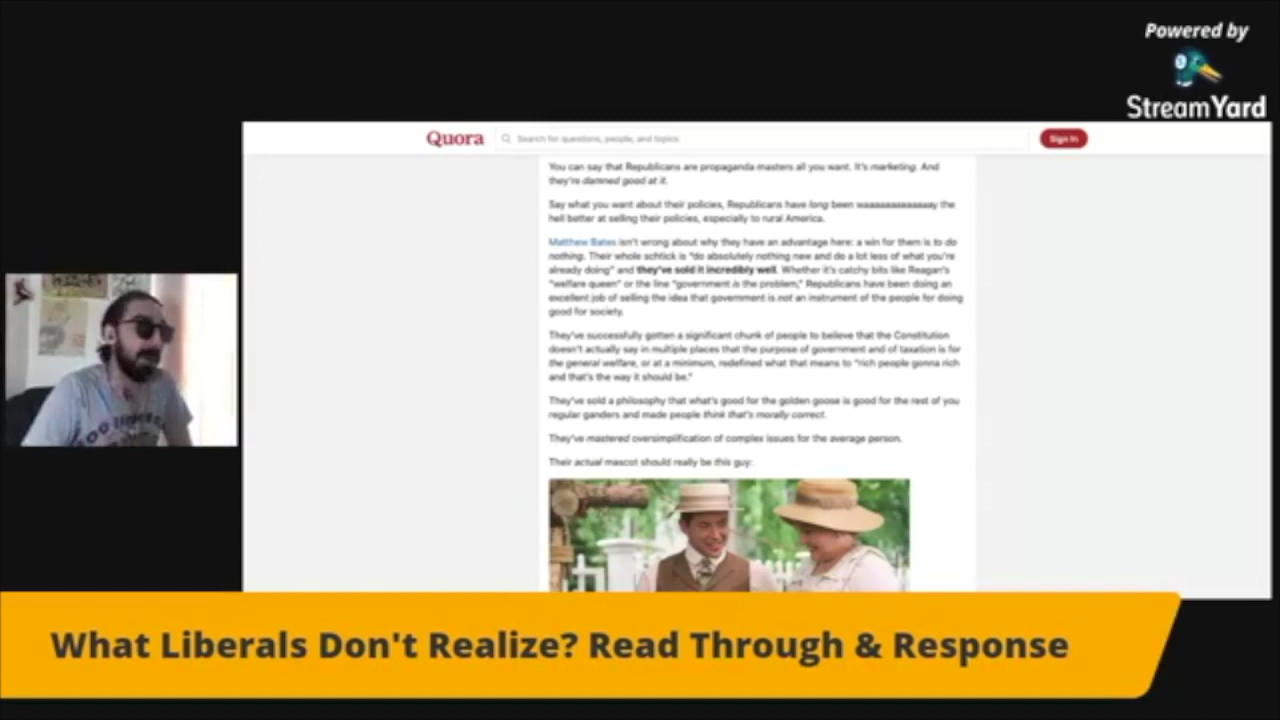 Powered by
StreamYard
Quora
Search for questions, people, and topics
Sign In
You can say that Republicans are propaganda masters all you want. It's marketing. And
they're damned good at it.
Say what you want about their policies, Republicans have long been waaaaaaaaaaaaay the
hell better at selling their policies, especially to rural America.
Matthew Bates isn't wrong about why they have an advantage here: a win for them is to do
nothing. Their whole schtick is "do absolutely nothing new and do a lot less of what you're
already doing" and they've sold it incredibly well. Whether it's catchy bits like Reagan's
"welfare queen" or the line "government is the problem," Republicans have been doing an
excellent job of selling the idea that government is not an instrument of the people for doing
good for society.
They've successfully gotten a significant chunk of people to believe that the Constitution
doesn't actually say in multiple places that the purpose of government and of taxation is for
the general welfare, or at a minimum, redefined what that means to "rich people gonna rich
and that's the way it should be."
They've sold a philosophy that what's good for the golden goose is good for the rest of you
regular ganders and made people think that's morally correct.
They've mastered oversimplification of complex issues for the average person.
Their actual mascot should really be this guy:
What Liberals Don't Realize? Read Through & Response